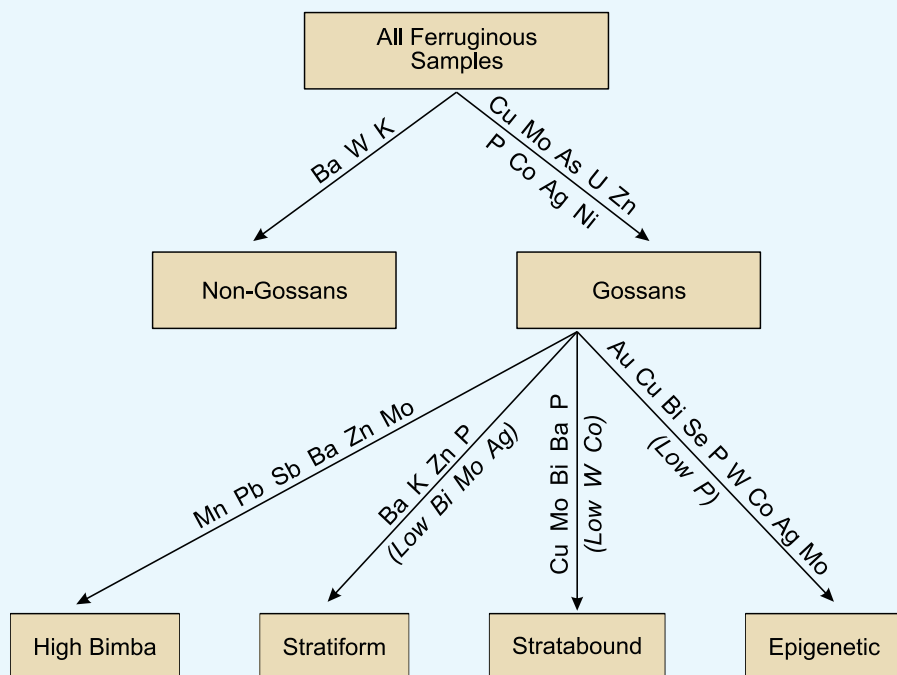 All Ferruginous
Samples
Ba W K
Cu Mo As U Zn
P Co Ag Ni
Non-Gossans
Gossans
Mn Pb Sb Ba Zn Mo
Ba K Zn P
(Low Bi Mo Ag)
Cu Mo Bi Ba P
(Low W Co)
Au Cu Bi Se P W Co Ag Mo
(Low P)
High Bimba
Stratiform
Stratabound
Epigenetic